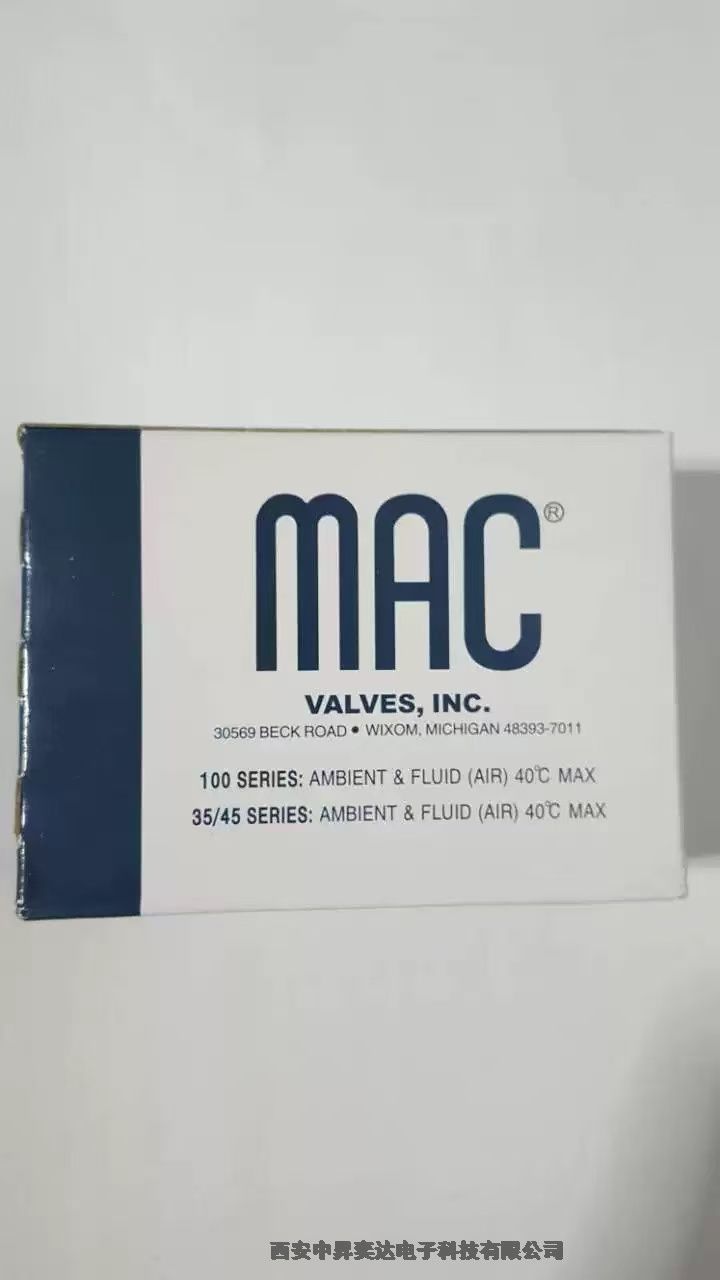 MAC®
VALVES, INC.
30569 BECK ROAD • WIXOM, MICHIGAN 48393-7011
100 SERIES: AMBIENT & FLUID (AIR) 40℃ MAX
35/45 SERIES: AMBIENT & FLUID (AIR) 40℃ MAX
西安中昇奕达电子科技有限公司